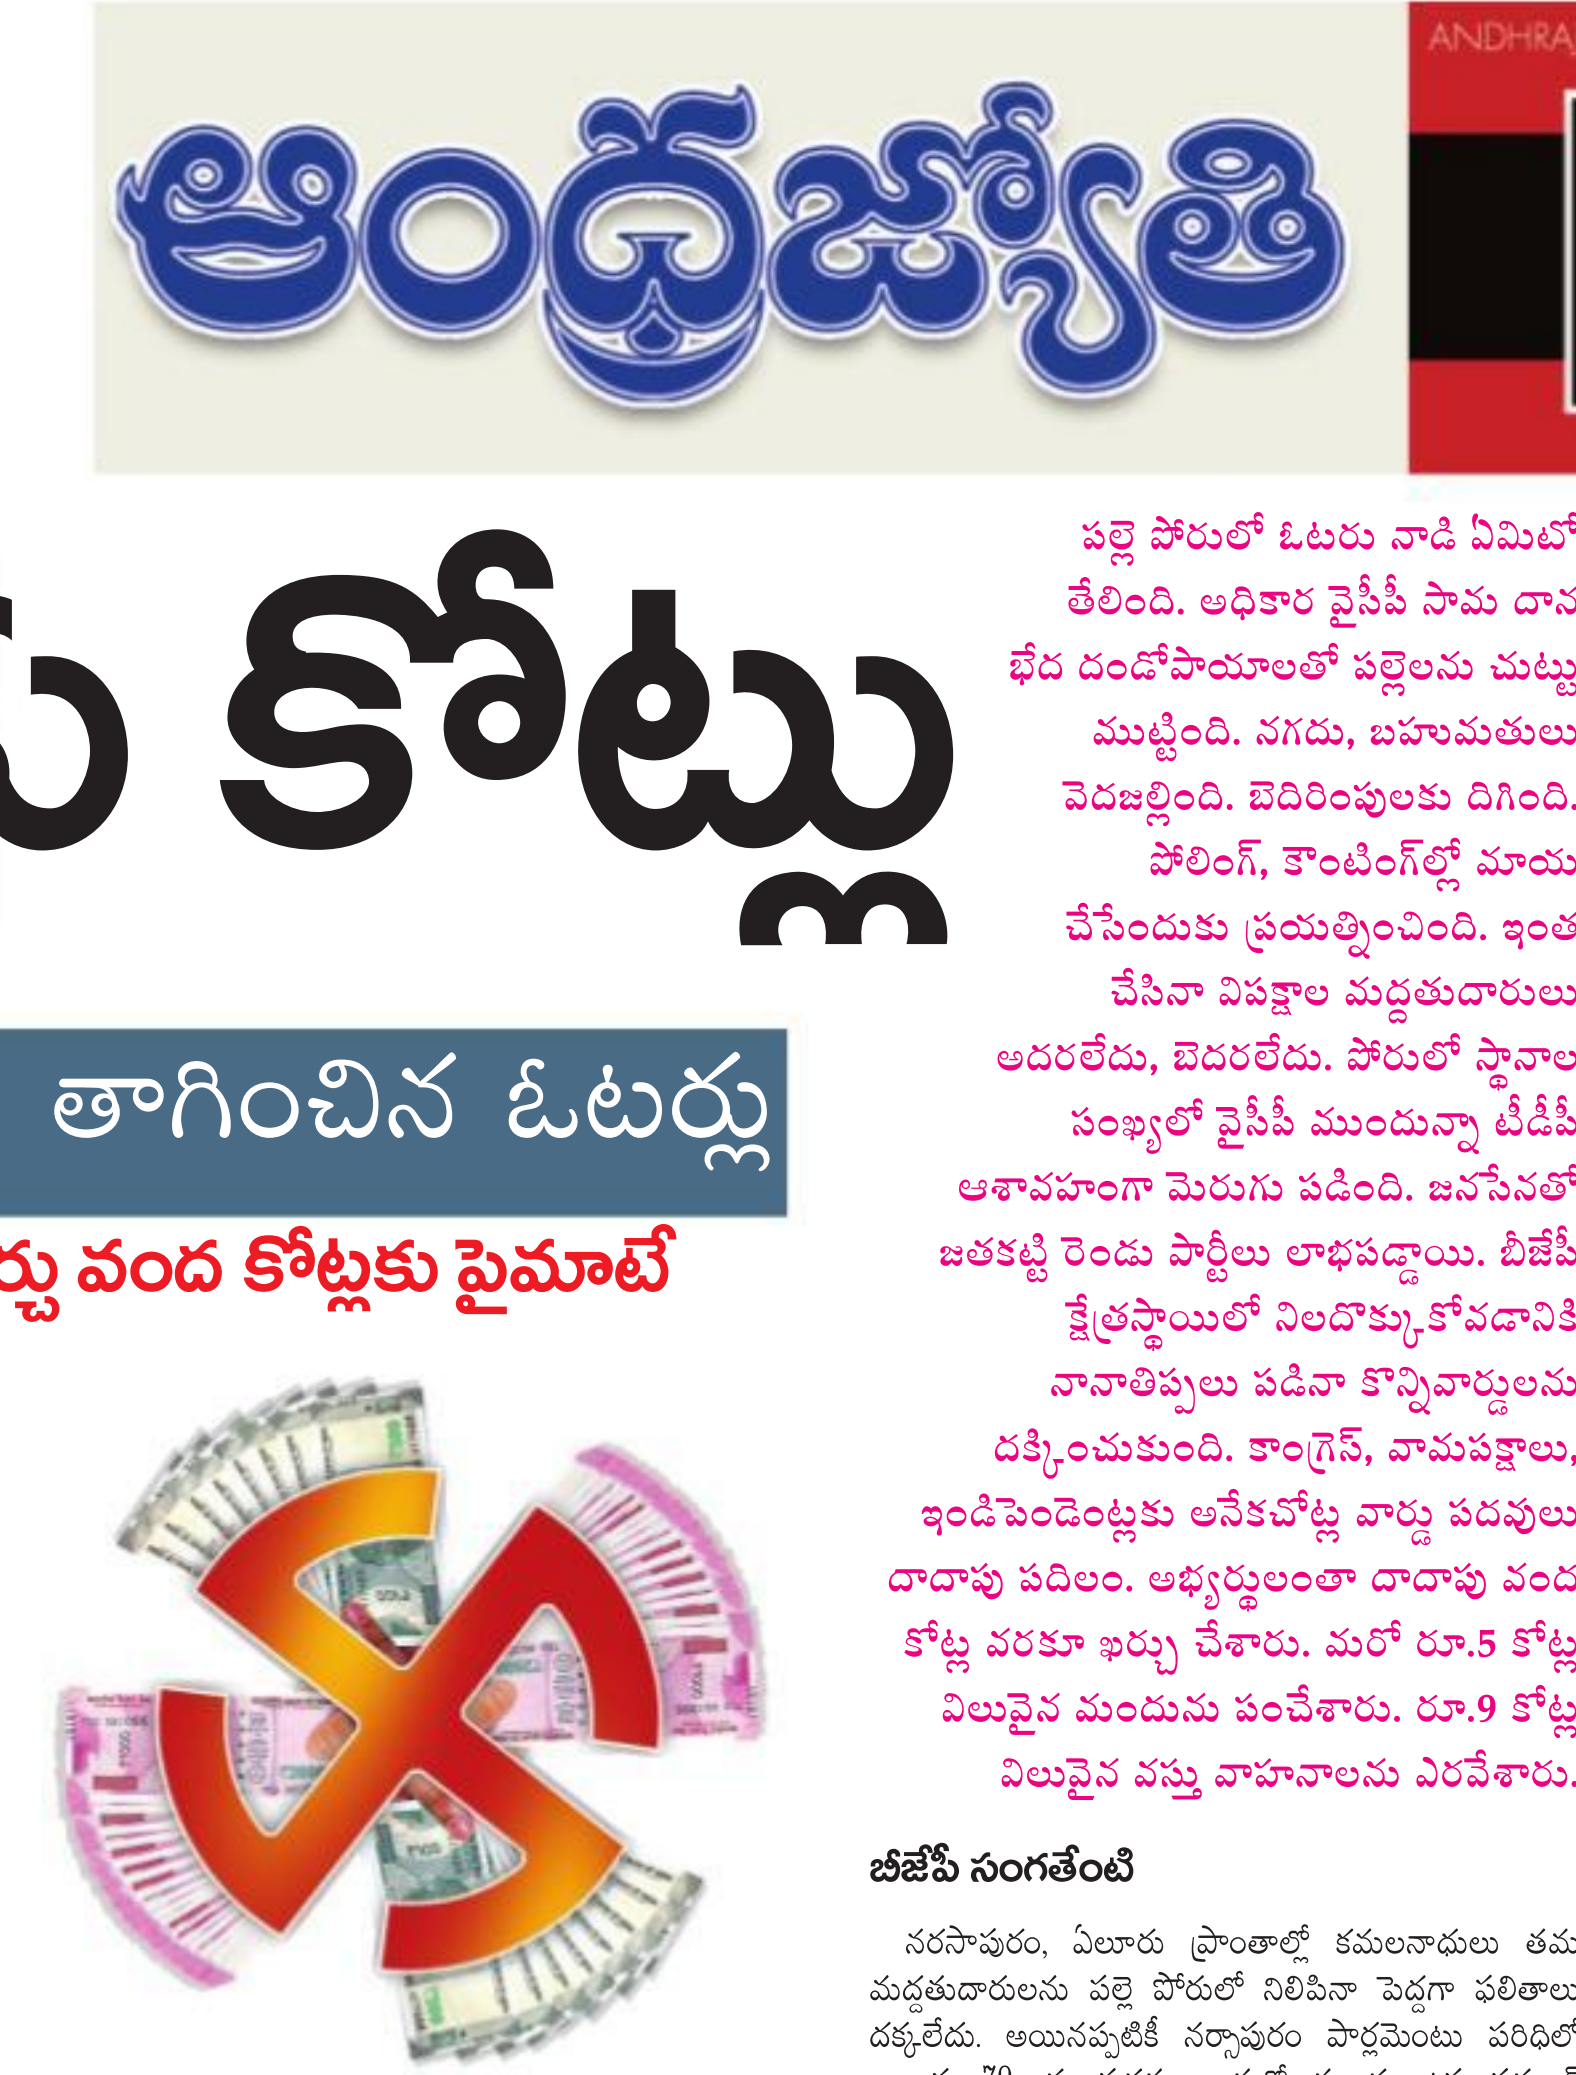 ఆంధ్రజ్యోతి
ANDHRA
కోట్లు
తాగించిన ఓటర్లు
వంద కోట్లకు పైమాటే
పల్లె పోరులో ఓటరు నాడి ఏమిటో
తేలింది. అధికార వైసీపీ సామ దాన
భేద దండోపాయాలతో పల్లెలను చుట్టు
ముట్టింది. నగదు, బహుమతులు
వెదజల్లింది. బెదిరింపులకు దిగింది.
పోలింగ్, కౌంటింగ్‌ల్లో మాయ
చేసేందుకు ప్రయత్నించింది. ఇంత
చేసినా విపక్షాల మద్దతుదారులు
అదరలేదు, బెదరలేదు. పోరులో స్థానాల
సంఖ్యలో వైసీపీ ముందున్నా టీడీపీ
ఆశావహంగా మెరుగు పడింది. జనసేనతో
జతకట్టి రెండు పార్టీలు లాభపడ్డాయి. బీజేపీ
క్షేత్రస్థాయిలో నిలదొక్కుకోవడానికి
నానాతిప్పలు పడినా కొన్నివార్డులను
దక్కించుకుంది. కాంగ్రెస్, వామపక్షాలు,
ఇండిపెండెంట్లకు అనేకచోట్ల వార్డు పదవులు
దాదాపు పదిలం. అభ్యర్థులంతా దాదాపు వంద
కోట్ల వరకూ ఖర్చు చేశారు. మరో రూ.5 కోట్ల
విలువైన మందును పంచేశారు. రూ.9 కోట్ల
విలువైన వస్తు వాహనాలను ఎరవేశారు.
బీజేపీ సంగతేంటి
నరసాపురం, ఏలూరు ప్రాంతాల్లో కమలనాధులు తమ
మద్దతుదారులను పల్లె పోరులో నిలిపినా పెద్దగా ఫలితాలు
దక్కలేదు. అయినప్పటికీ నర్సాపురం పార్లమెంటు పరిధిలో